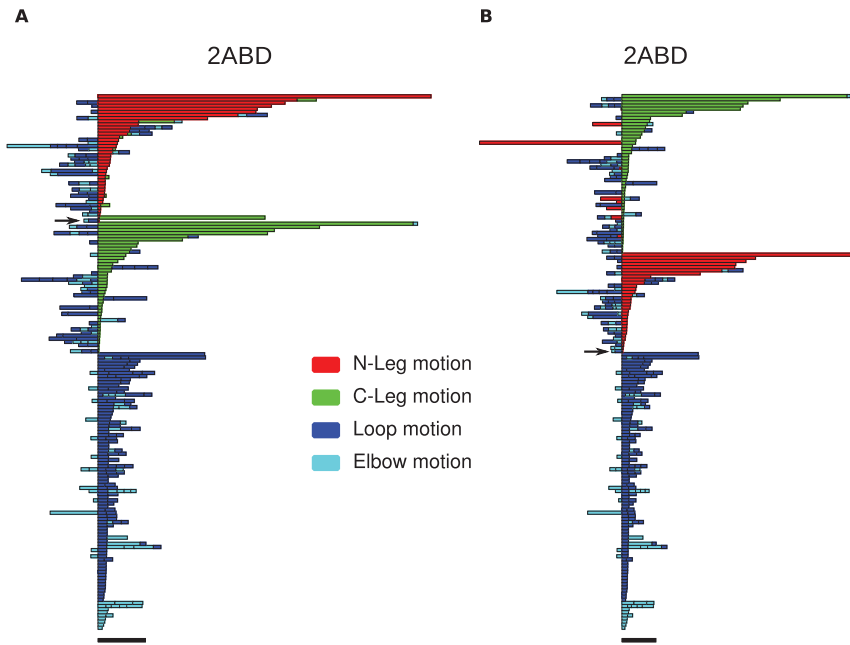 A
B
2ABD
2ABD
N-Leg motion
C-Leg motion
Loop motion
Elbow motion